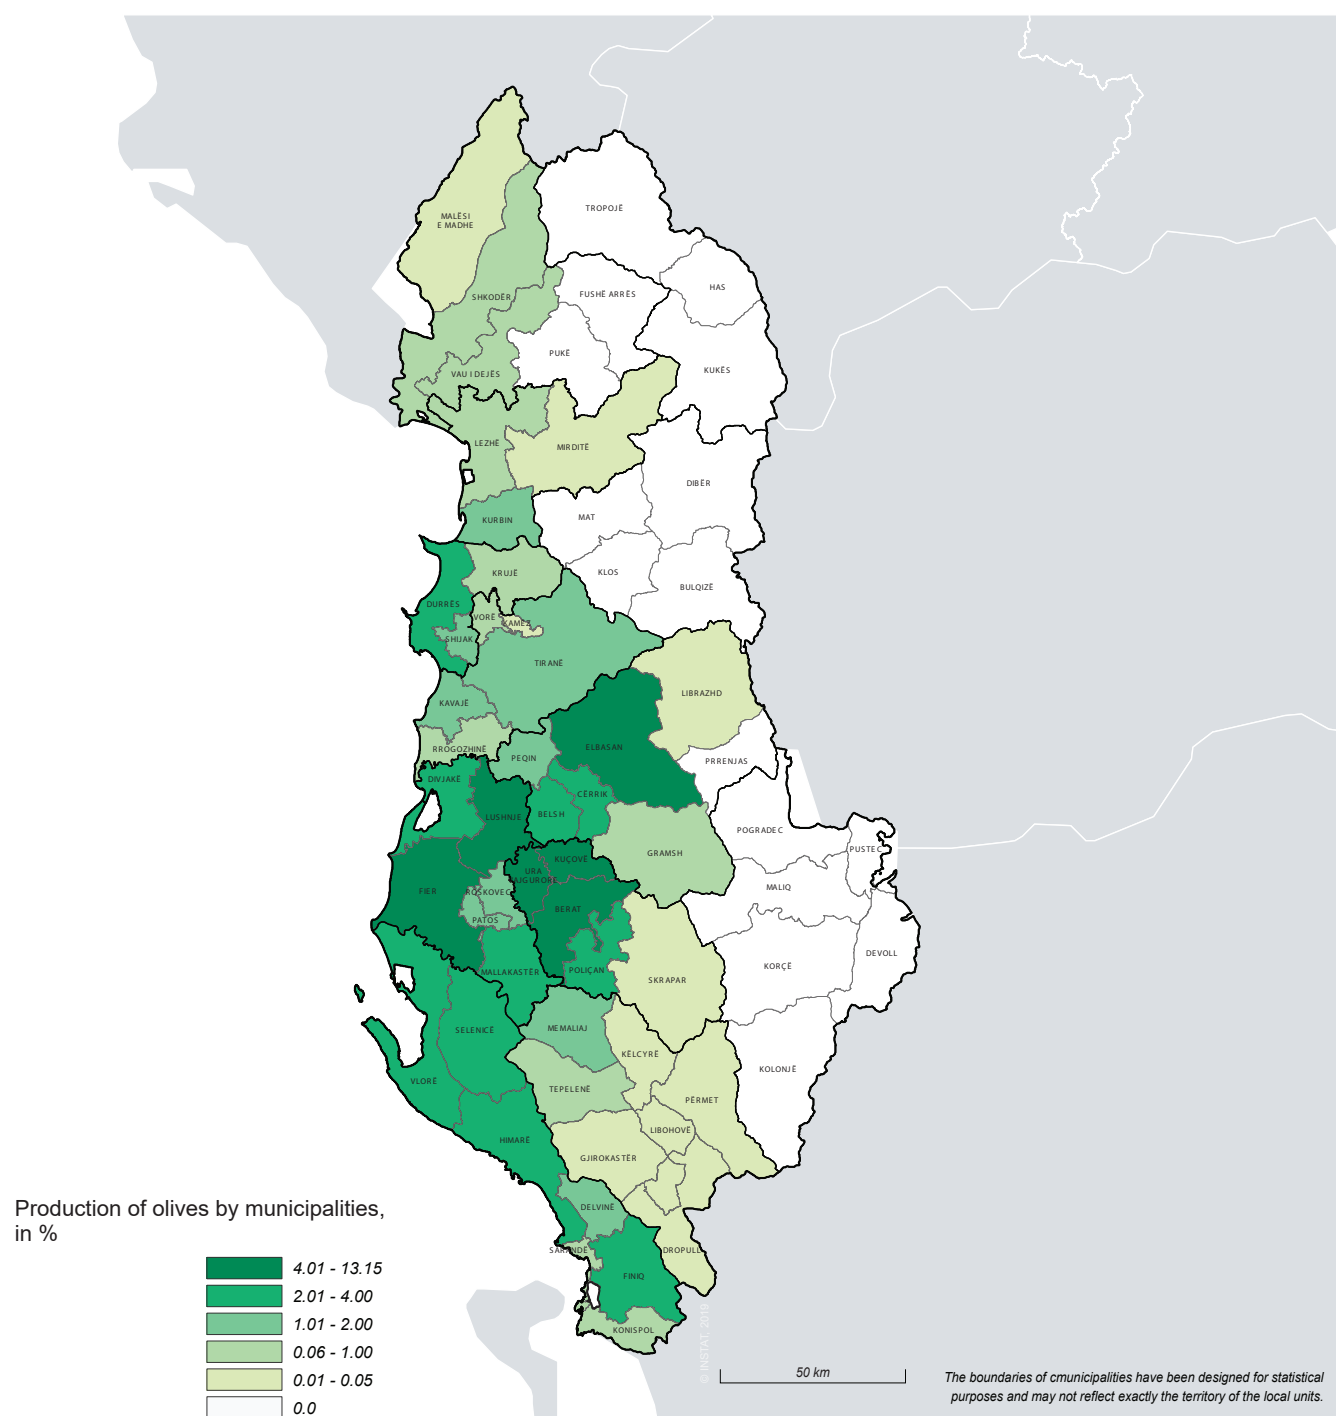 MALËSI
E MADHE
TROPOJË
HAS
SHKODËR
FUSHË ARRËS
PUKË
KUKËS
VAU I DEJËS
LEZHË
MIRDITË
DIBËR
MAT
KURBIN
KLOS
KRUJË
BULQIZË
DURRËS
VORË
KAMËZ
SHIJAK
TIRANË
LIBRAZHD
KAVAJË
RROGOZHINË
ELBASAN
PEQIN
PRRENJAS
DIVJAKË
CËRRIK
LUSHNJE
BELSH
POGRADEC
PUSTEC
GRAMSH
KUÇOVË
URA
VAJGURORE
MALIQ
FIER
ROSKOVEC
BERAT
PATOS
DEVOLL
KORÇË
MALLAKASTËR
POLIÇAN
SKRAPAR
SELENICË
MEMALIAJ
KËLCYRË
KOLONJË
VLORË
TEPELENË
PËRMET
HIMARË
LIBOHOVË
GJIROKASTËR
DELVINË
SARANDË
DROPULL
FINIQ
KONISPOL
Production of olives by municipalities,
in %
4.01 - 13.15
2.01 - 4.00
1.01 - 2.00
0.06 - 1.00
0.01 - 0.05
0.0
© INSTAT, 2019
50 km
The boundaries of cmunicipalities have been designed for statistical
purposes and may not reflect exactly the territory of the local units.